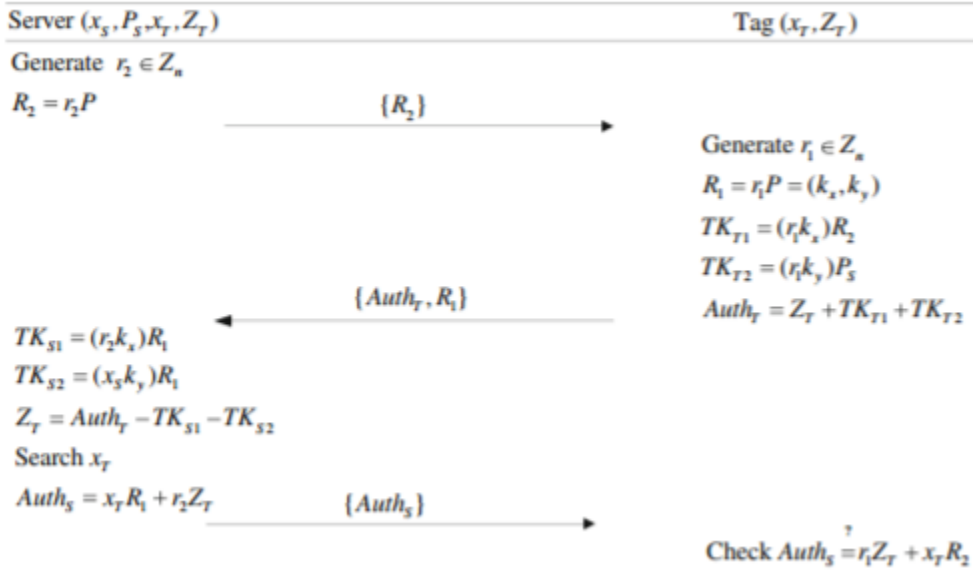 Server (x_s, P_s, x_T, Z_T)
Tag (x_T, Z_T)
Generate r_2 ∈ Z_n
R_2 = r_2P
{R_2}
Generate r_1 ∈ Z_n
R_1 = r_1P = (k_x, k_y)
TK_T1 = (r_1k_x)R_2
TK_T2 = (r_1k_y)P_s
Auth_T = Z_T + TK_T1 + TK_T2
{Auth_T, R_1}
TK_S1 = (r_2k_x)R_1
TK_S2 = (x_Sk_y)R_1
Z_T = Auth_T − TK_S1 − TK_S2
Search x_T
Auth_S = x_TR_1 + r_2Z_T
{Auth_S}
Check Auth_S ?= r_1Z_T + x_TR_2